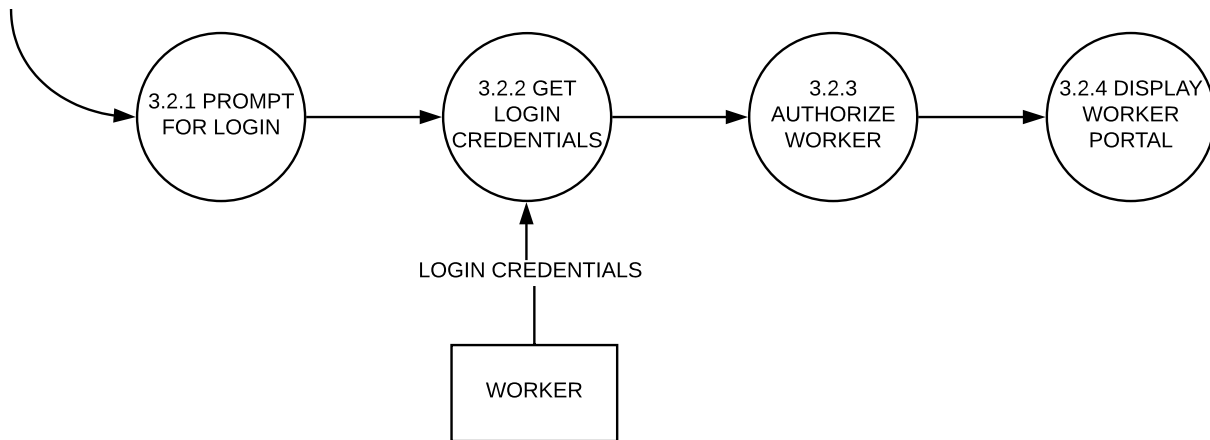 3.2.1 PROMPT
FOR LOGIN
3.2.2 GET
LOGIN
CREDENTIALS
3.2.3
AUTHORIZE
WORKER
3.2.4 DISPLAY
WORKER
PORTAL
LOGIN CREDENTIALS
WORKER